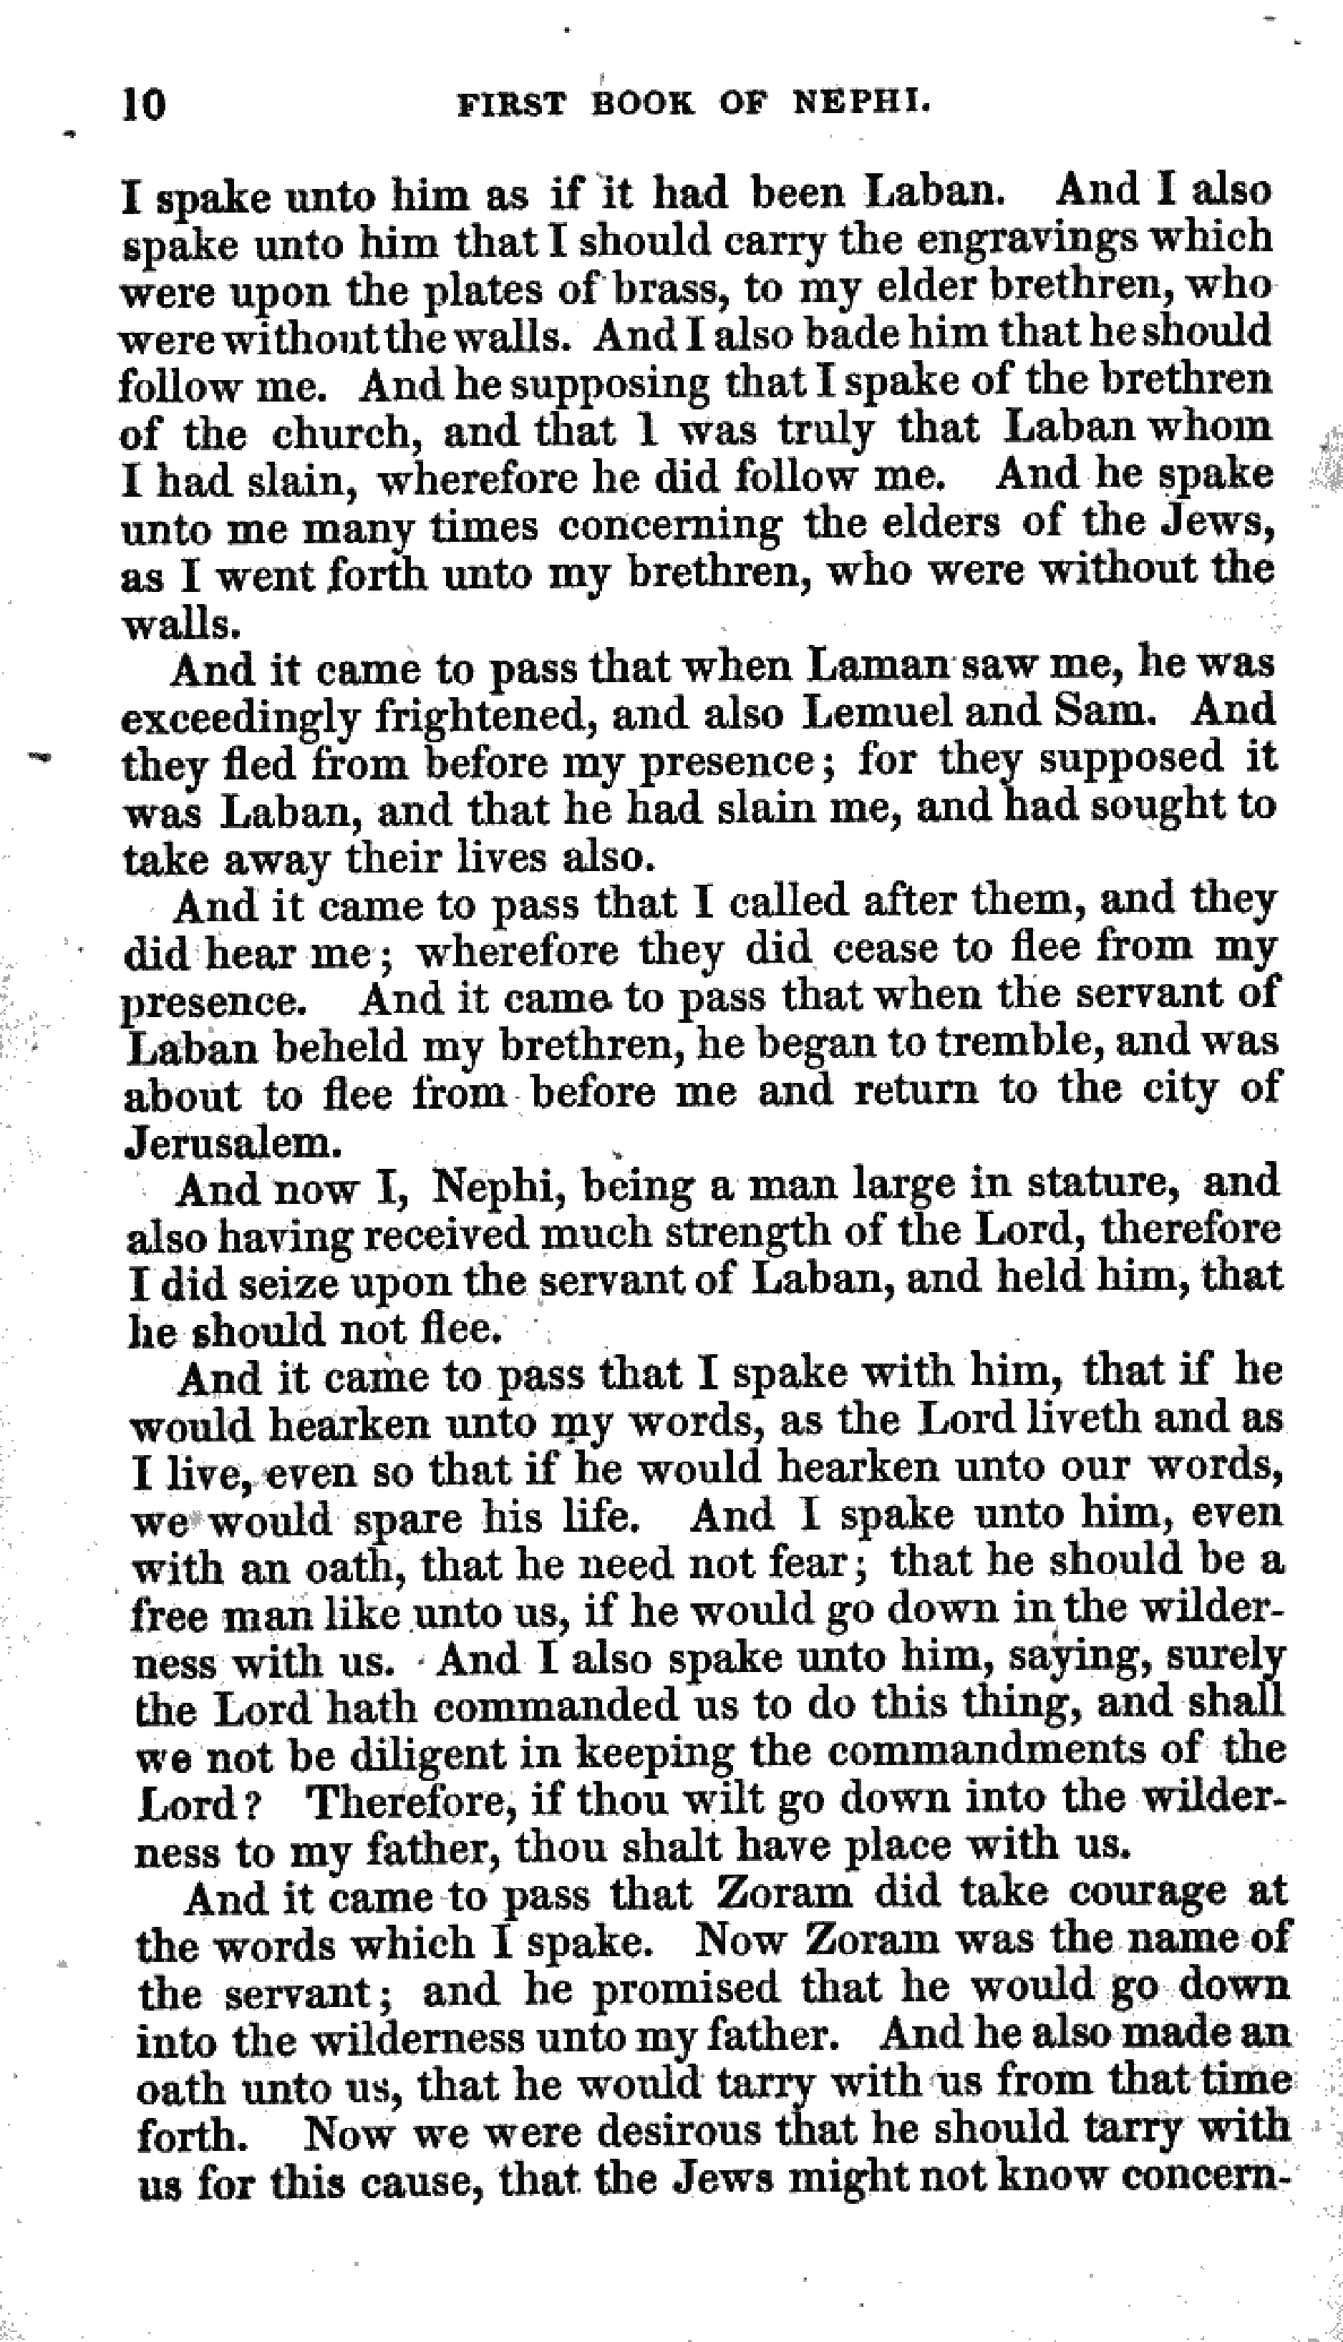 10 FIRST BOOK OF NEPHI.
I spake unto him as if it had been Laban. And I also
spake unto him that I should carry the engravings which
were upon the plates of brass, to my elder brethren, who
were without the walls. And I also bade him that he should
follow me. And he supposing that I spake of the brethren
of the church, and that 1 was truly that Laban whom
I had slain, wherefore he did follow me. And he spake
unto me many times concerning the elders of the Jews,
as I went forth unto my brethren, who were without the
walls.
And it came to pass that when Laman saw me, he was
exceedingly frightened, and also Lemuel and Sam. And
they fled from before my presence; for they supposed it
was Laban, and that he had slain me, and had sought to
take away their lives also.
And it came to pass that I called after them, and they
did hear me; wherefore they did cease to flee from my
presence. And it came to pass that when the servant of
Laban beheld my brethren, he began to tremble, and was
about to flee from before me and return to the city of
Jerusalem.
And now I, Nephi, being a man large in stature, and
also having received much strength of the Lord, therefore
I did seize upon the servant of Laban, and held him, that
he should not flee.
And it came to pass that I spake with him, that if he
would hearken unto my words, as the Lord liveth and as
I live, even so that if he would hearken unto our words,
we would spare his life. And I spake unto him, even
with an oath, that he need not fear; that he should be a
free man like unto us, if he would go down in the wilder-
ness with us. And I also spake unto him, saying, surely
the Lord hath commanded us to do this thing, and shall
we not be diligent in keeping the commandments of the
Lord? Therefore, if thou wilt go down into the wilder-
ness to my father, thou shalt have place with us.
And it came to pass that Zoram did take courage at
the words which I spake. Now Zoram was the name of
the servant; and he promised that he would go down
into the wilderness unto my father. And he also made an
oath unto us, that he would tarry with us from that time
forth. Now we were desirous that he should tarry with
us for this cause, that the Jews might not know concern-